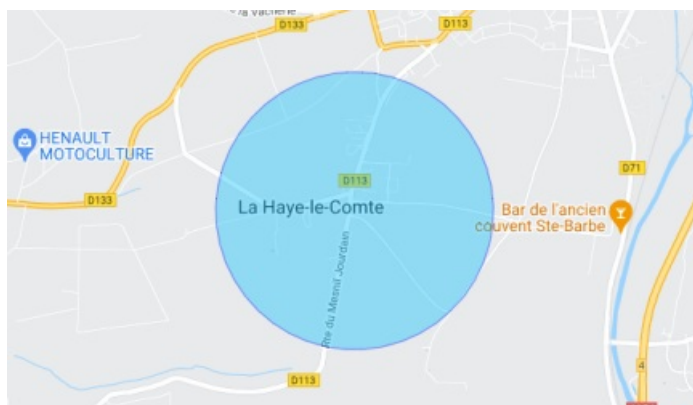 la Vacherie
D133
D113
HENAULT
MOTOCULTURE
D71
D113
D133
La Haye-le-Comte
Bar de l'ancien
couvent Ste-Barbe
Rte du Mesnil Jourdain
4
D113